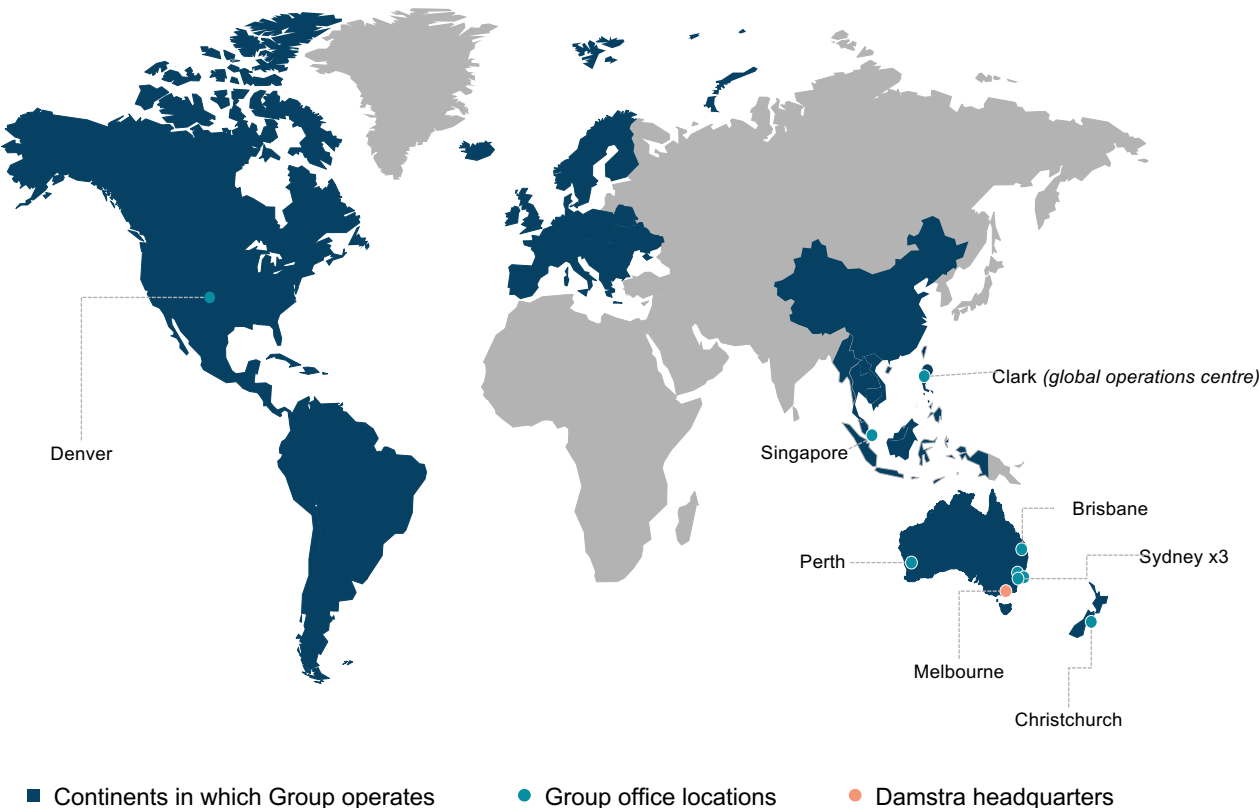 Clark (global operations centre)
Denver
Singapore
Brisbane
Perth
Sydney x3
Melbourne
Christchurch
Continents in which Group operates
Group office locations
Damstra headquarters